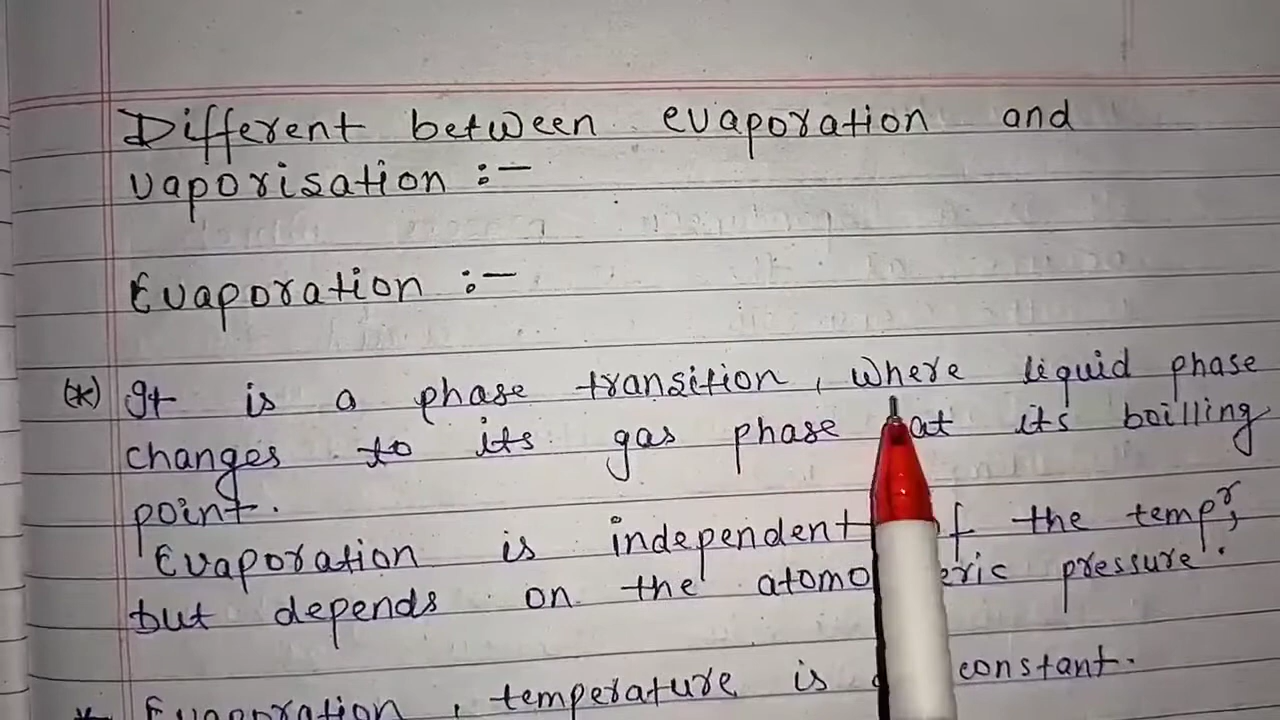 Different between evaporation and
vaporisation :-
Evaporation :-
(*) It is a phase transition, where liquid phase
changes to its gas phase at its boilling
point.
Evaporation is independent of the tempr,
but depends on the pressure.
* Evaporation, temperature is constant.